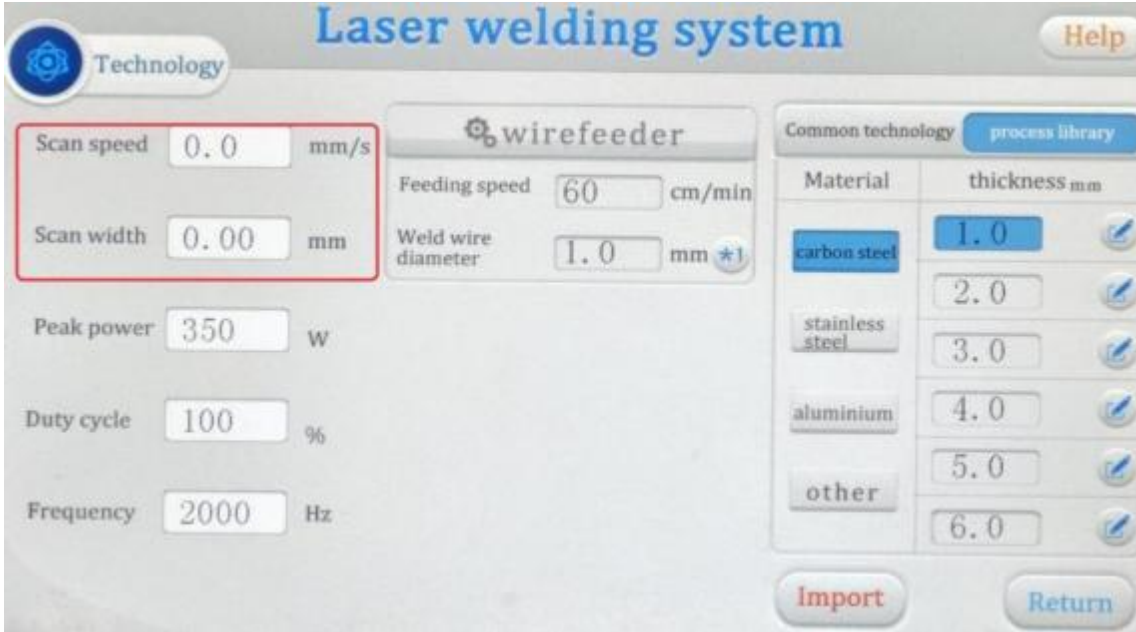 Laser welding system
Help
Technology
Scan speed 0.0 mm/s
Scan width 0.00 mm
Peak power 350 W
Duty cycle 100 %
Frequency 2000 Hz
wirefeeder
Feeding speed 60 cm/min
Weld wire
diameter 1.0 mm *1
Common technology process library
Material thickness mm
carbon steel
stainless
steel
aluminium
other
1.0
2.0
3.0
4.0
5.0
6.0
Import Return